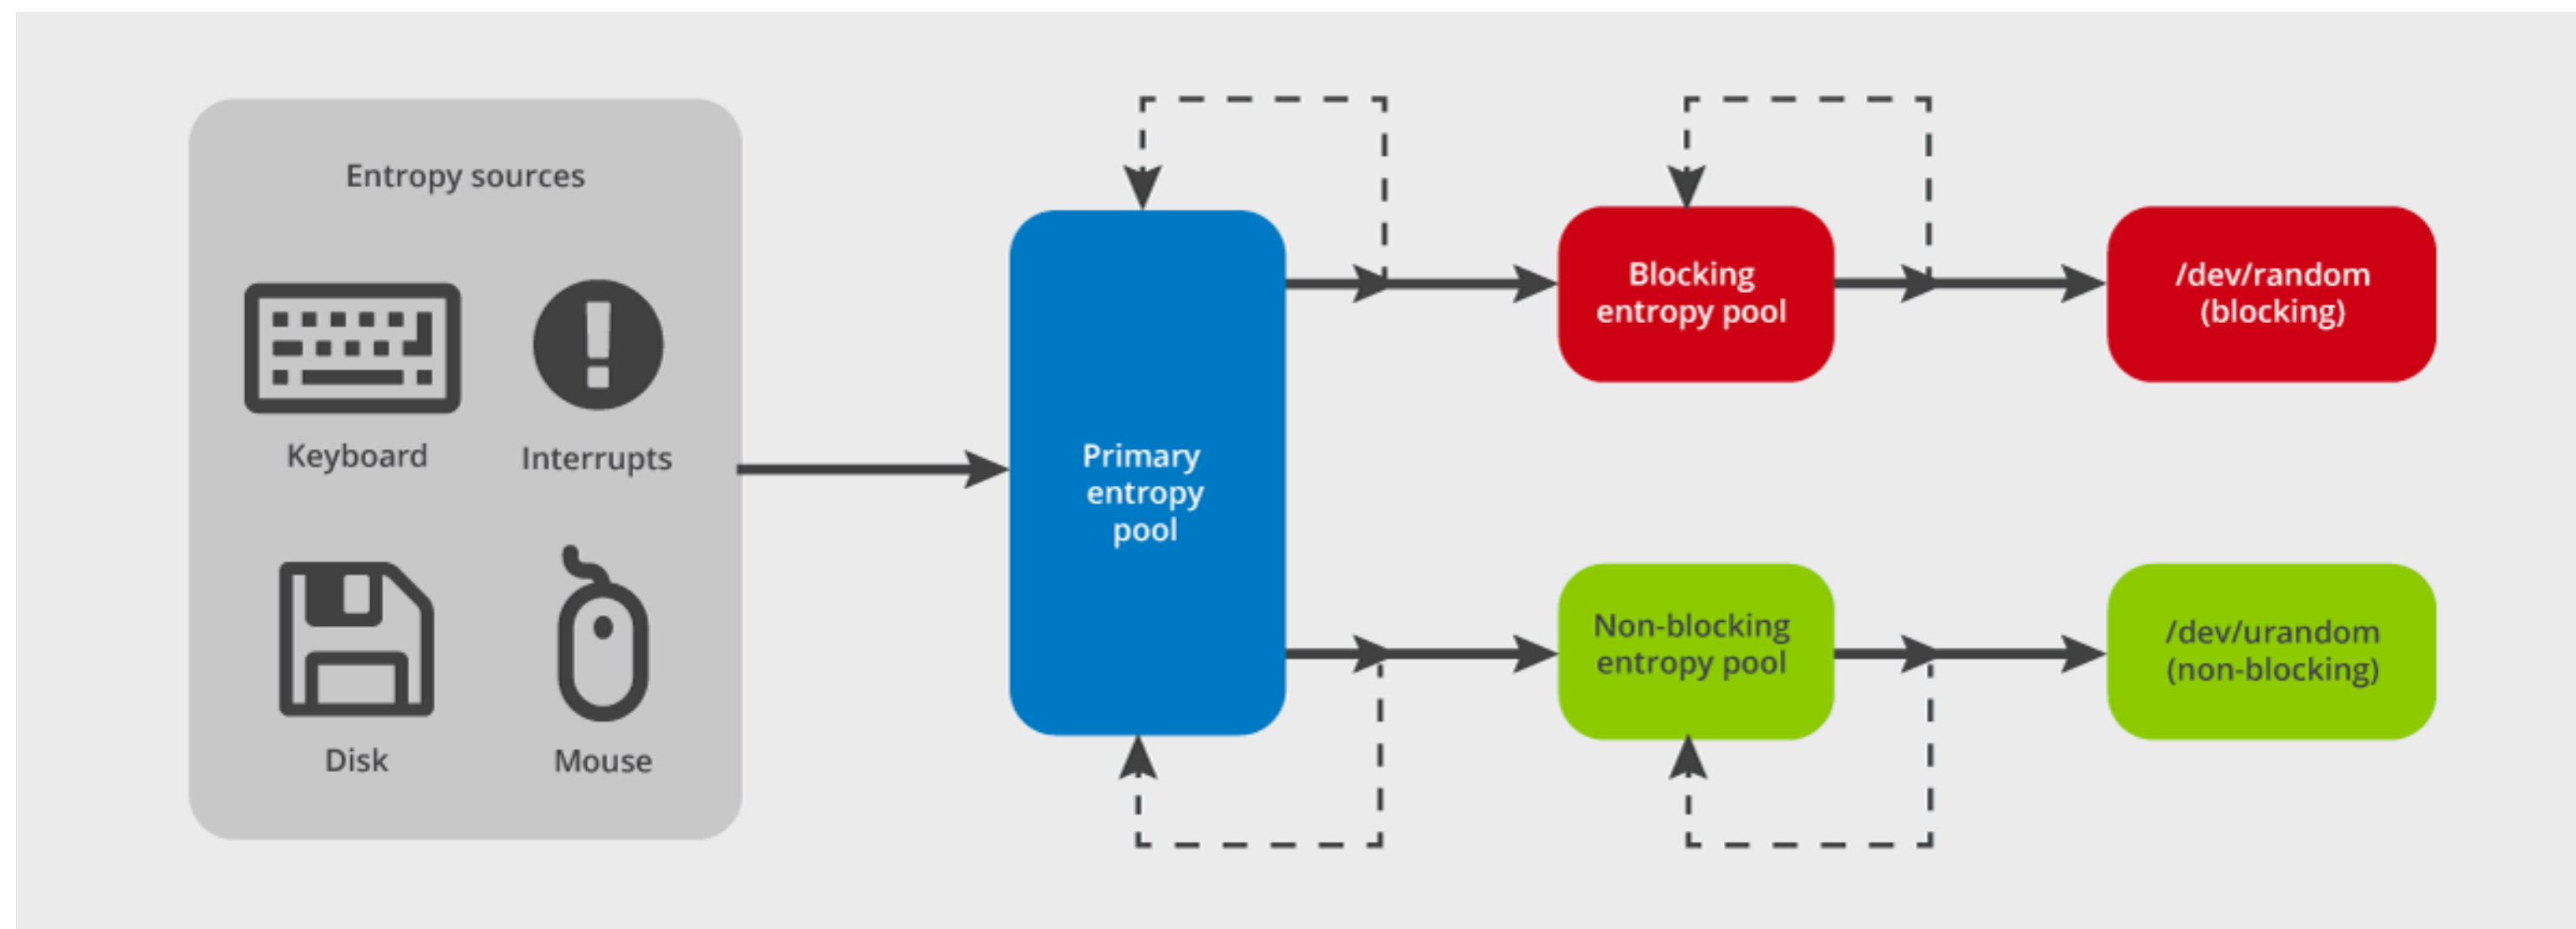 Entropy sources
Keyboard
Interrupts
Disk
Mouse
Primary
entropy
pool
Blocking
entropy pool
/dev/random
(blocking)
Non-blocking
entropy pool
/dev/urandom
(non-blocking)